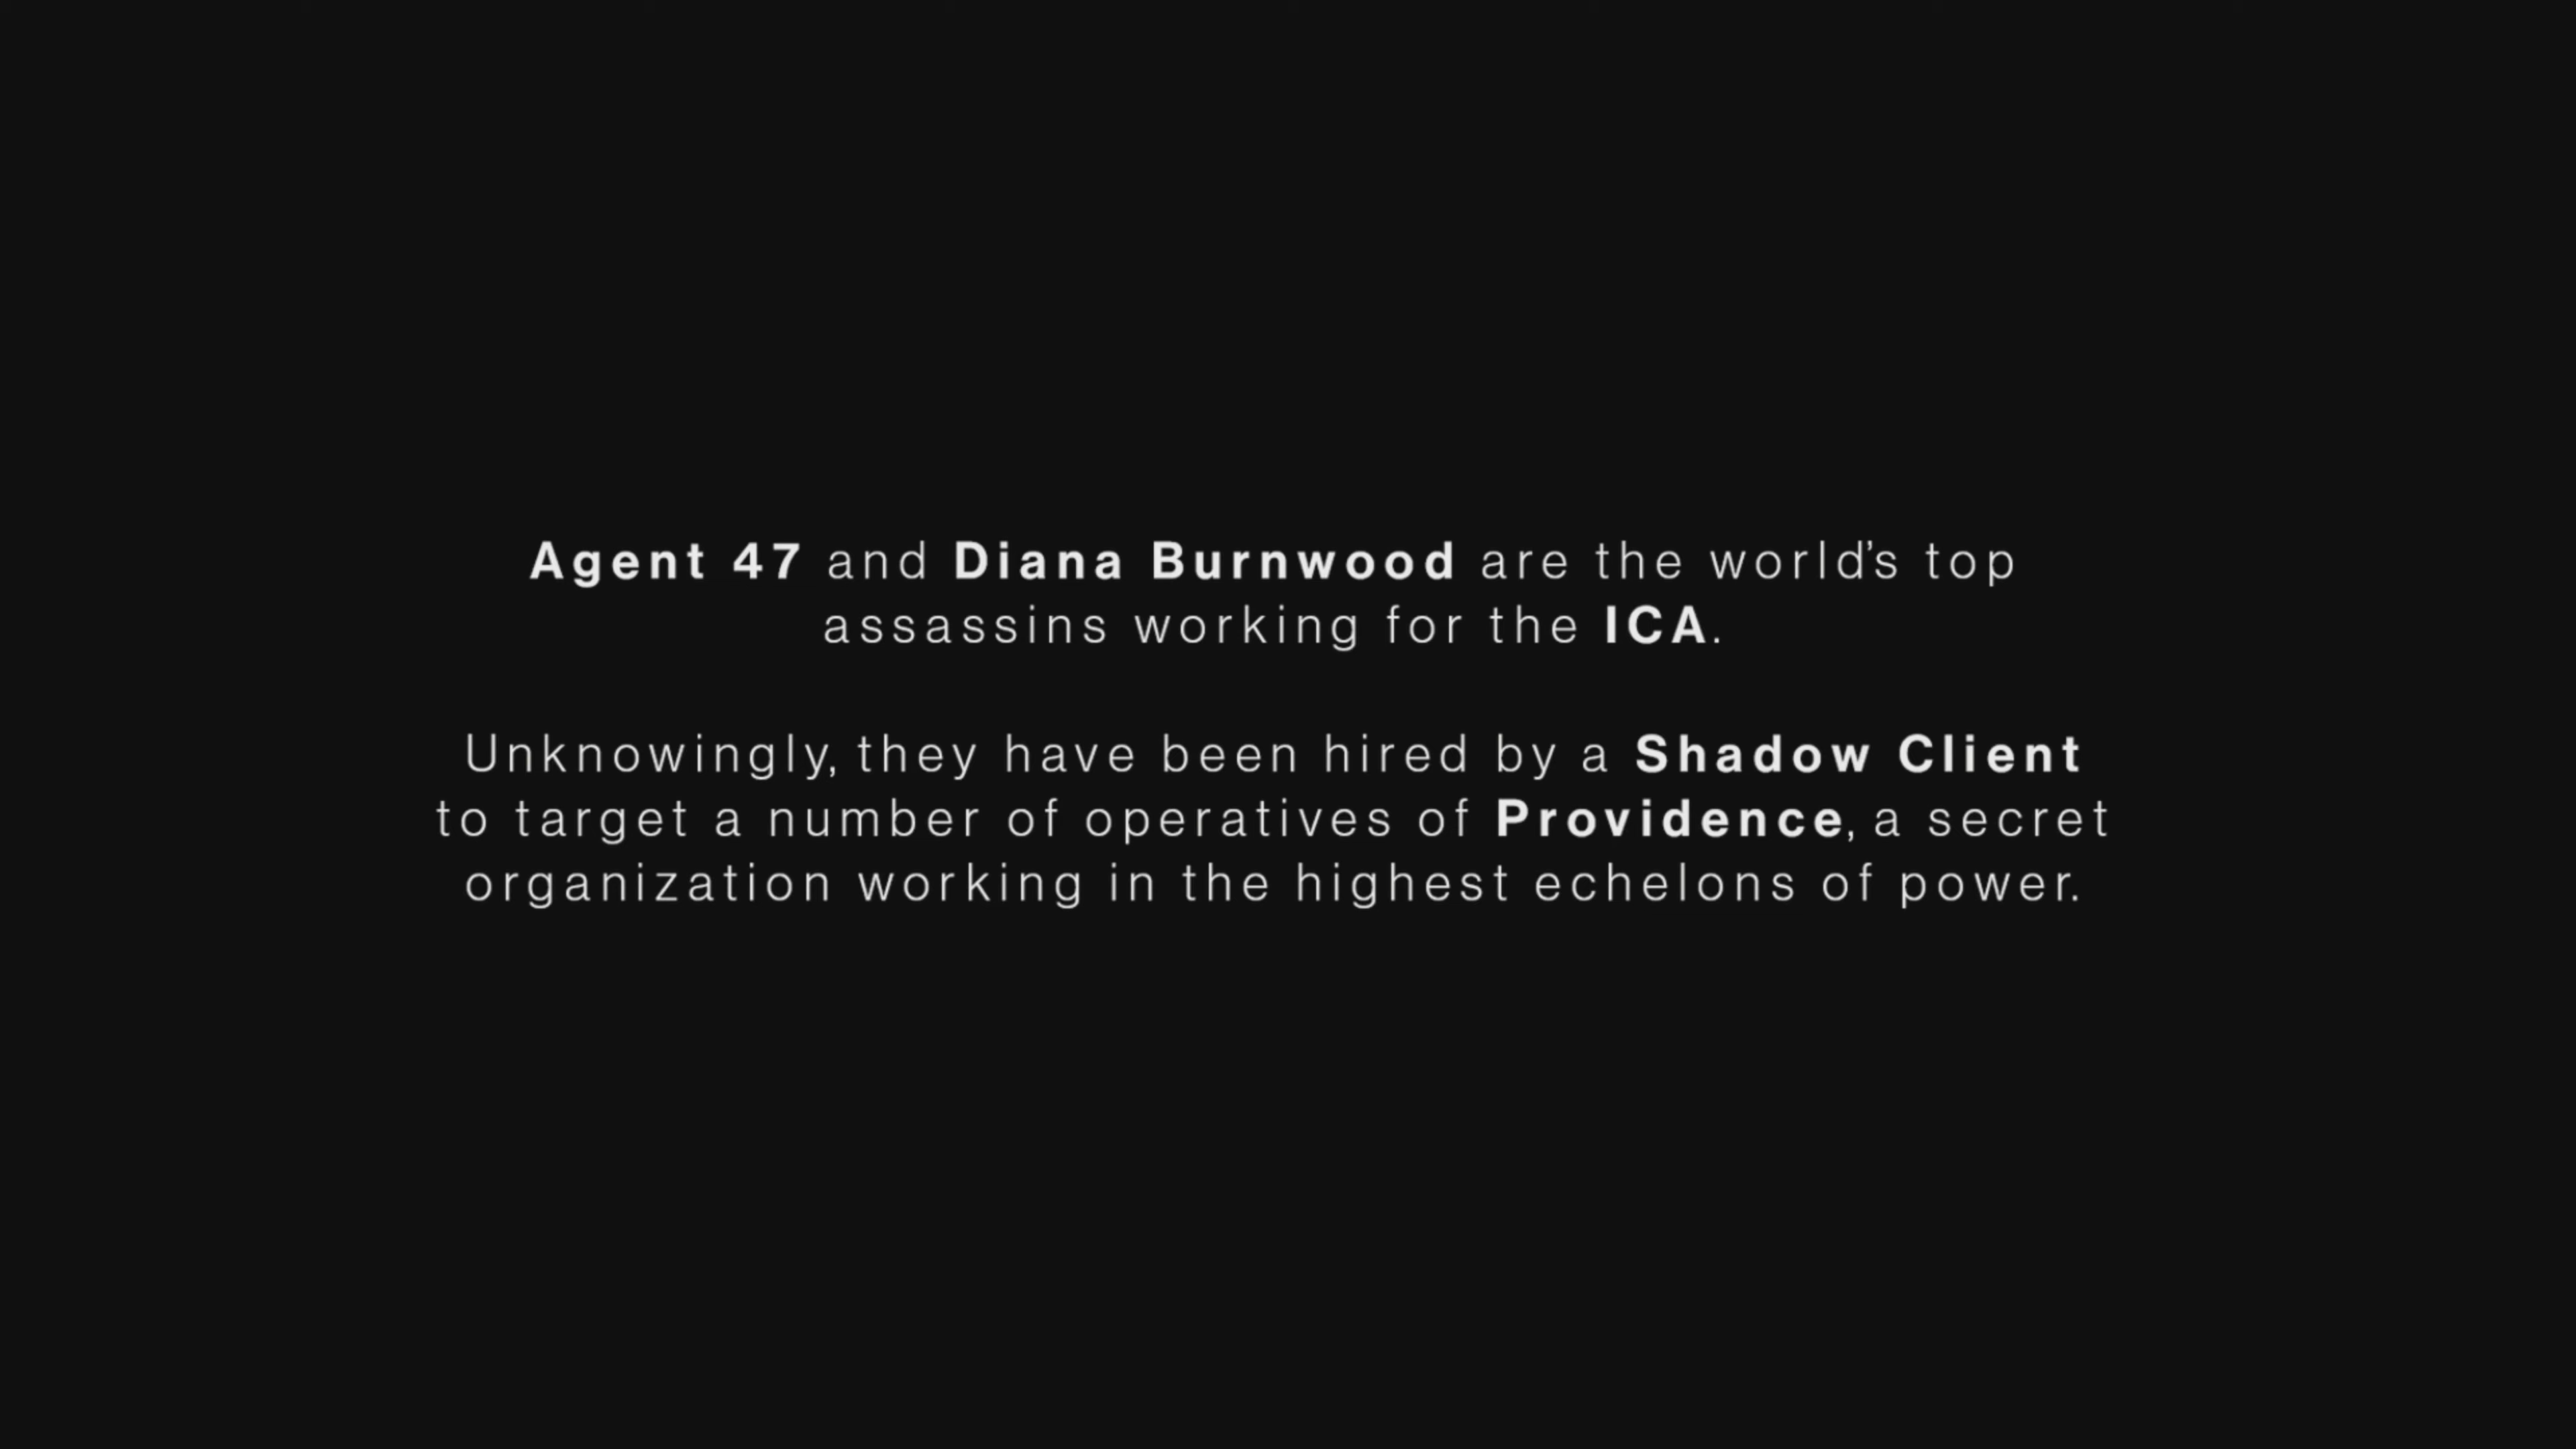 Agent 47 and Diana Burnwood are the world’s top
assassins working for the ICA.
Unknowingly, they have been hired by a Shadow Client
to target a number of operatives of Providence, a secret
organization working in the highest echelons of power.